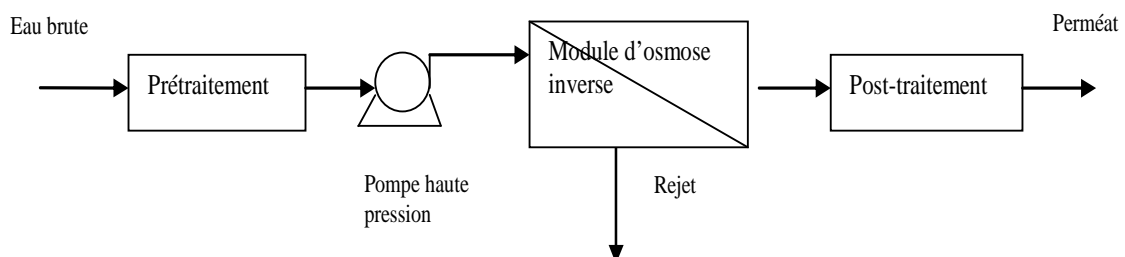 Eau brute
Prétraitement
Pompe haute
pression
Module d'osmose
inverse
Rejet
Post-traitement
Perméat